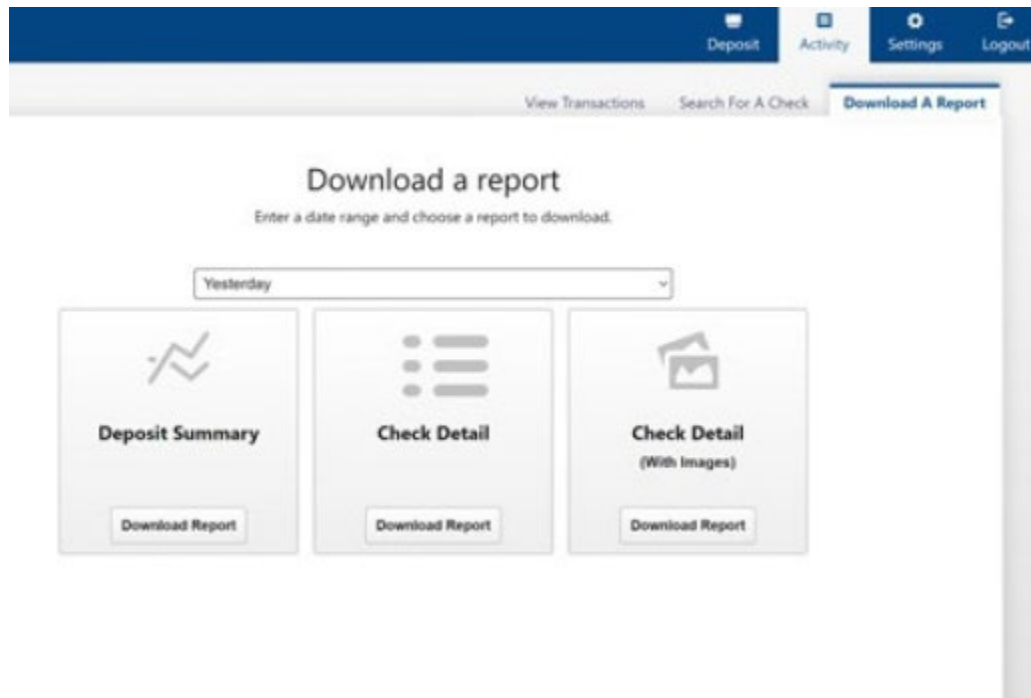 Deposit Activity Settings Logout
View Transactions Search For A Check Download A Report
Download a report
Enter a date range and choose a report to download.
Yesterday
Deposit Summary
Download Report
Check Detail
Download Report
Check Detail
(With Images)
Download Report